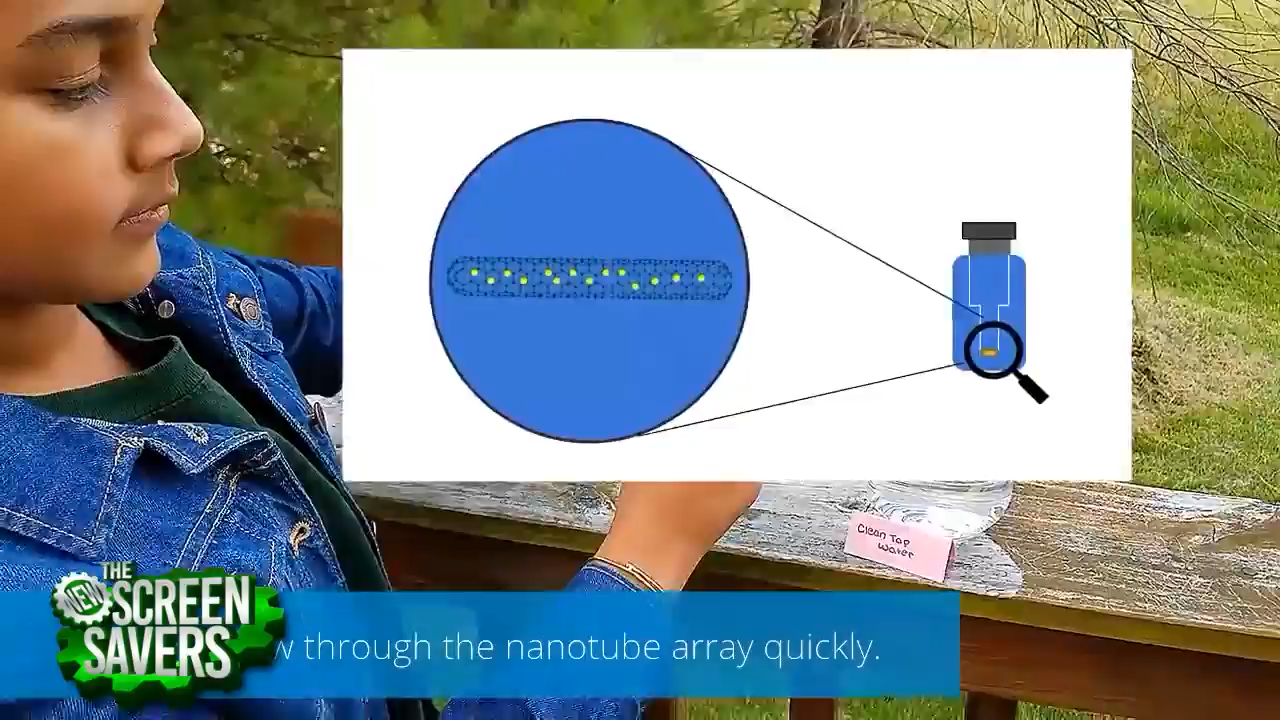 Clean Tap
Water
THE
NEW SCREEN
SAVERS
through the nanotube array quickly.